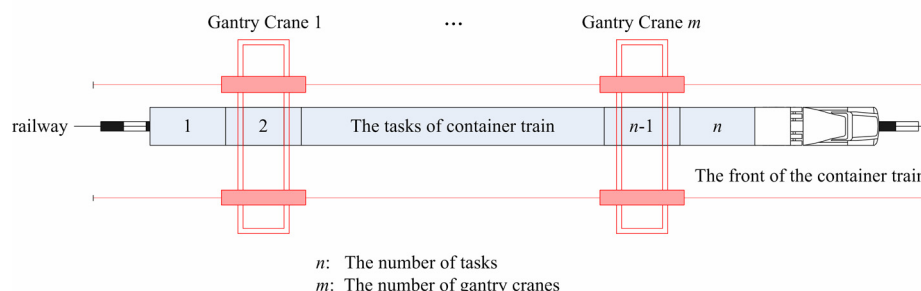 Gantry Crane 1 ... Gantry Crane m
railway 1 2 The tasks of container train n-1 n
The front of the container train
n: The number of tasks
m: The number of gantry cranes